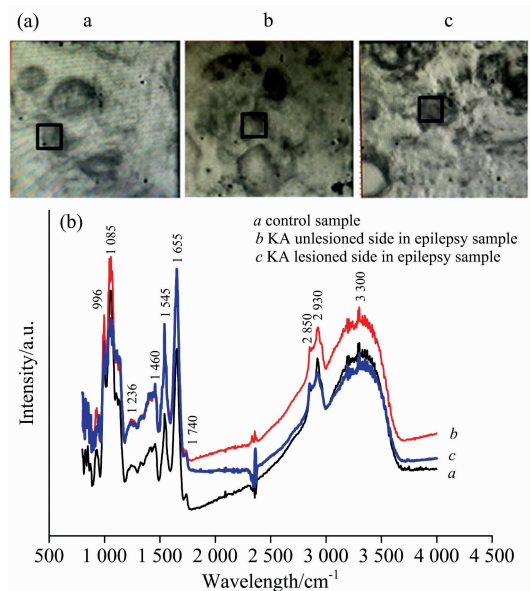 (a) a b c
(b)
a control sample
b KA unlesioned side in epilepsy sample
c KA lesioned side in epilepsy sample
996
1 085
1 236
1 460
1 545
1 655
1 740
2 850
2 930
3 300
b
c
a
Intensity/a.u.
500 1 000 1 500 2 000 2 500 3 000 3 500 4 000 4 500
Wavelength/cm-1